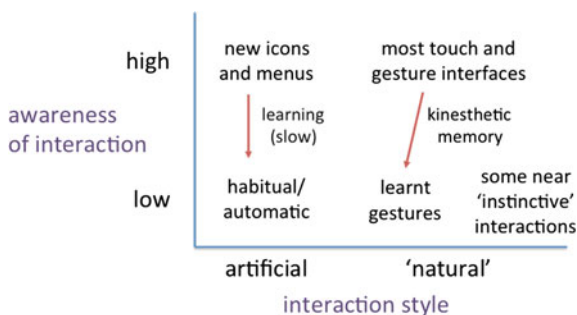 high
new icons
and menus
most touch and
gesture interfaces
awareness
of interaction
learning
(slow)
kinesthetic
memory
low
habitual/
automatic
learnt
gestures
some near
‘instinctive’
interactions
artificial
‘natural’
interaction style